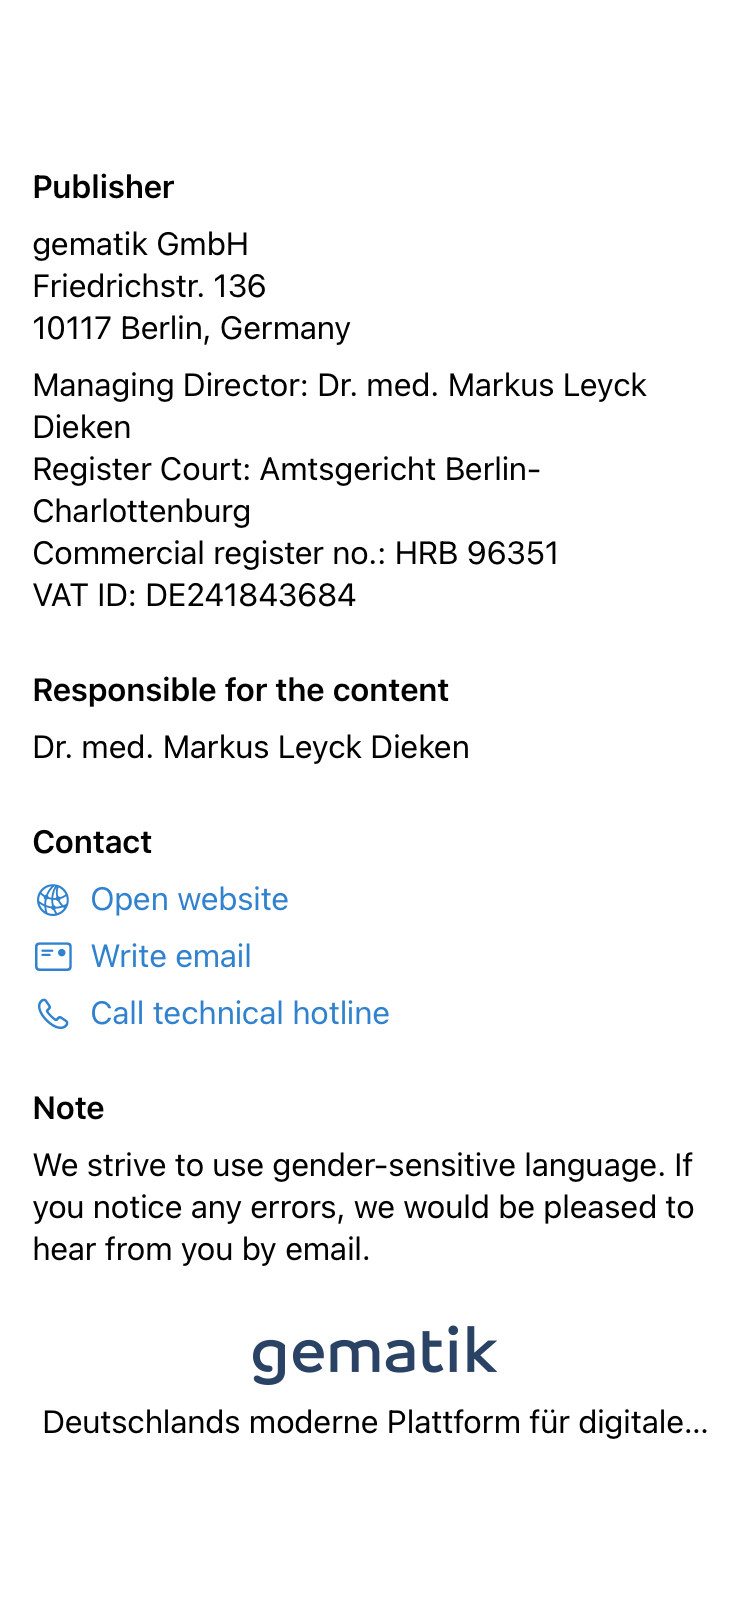 Publisher
gematik GmbH
Friedrichstr. 136
10117 Berlin, Germany
Managing Director: Dr. med. Markus Leyck
Dieken
Register Court: Amtsgericht Berlin-
Charlottenburg
Commercial register no.: HRB 96351
VAT ID: DE241843684
Responsible for the content
Dr. med. Markus Leyck Dieken
Contact
Open website
Write email
Call technical hotline
Note
We strive to use gender-sensitive language. If
you notice any errors, we would be pleased to
hear from you by email.
gematik
Deutschlands moderne Plattform für digitale...